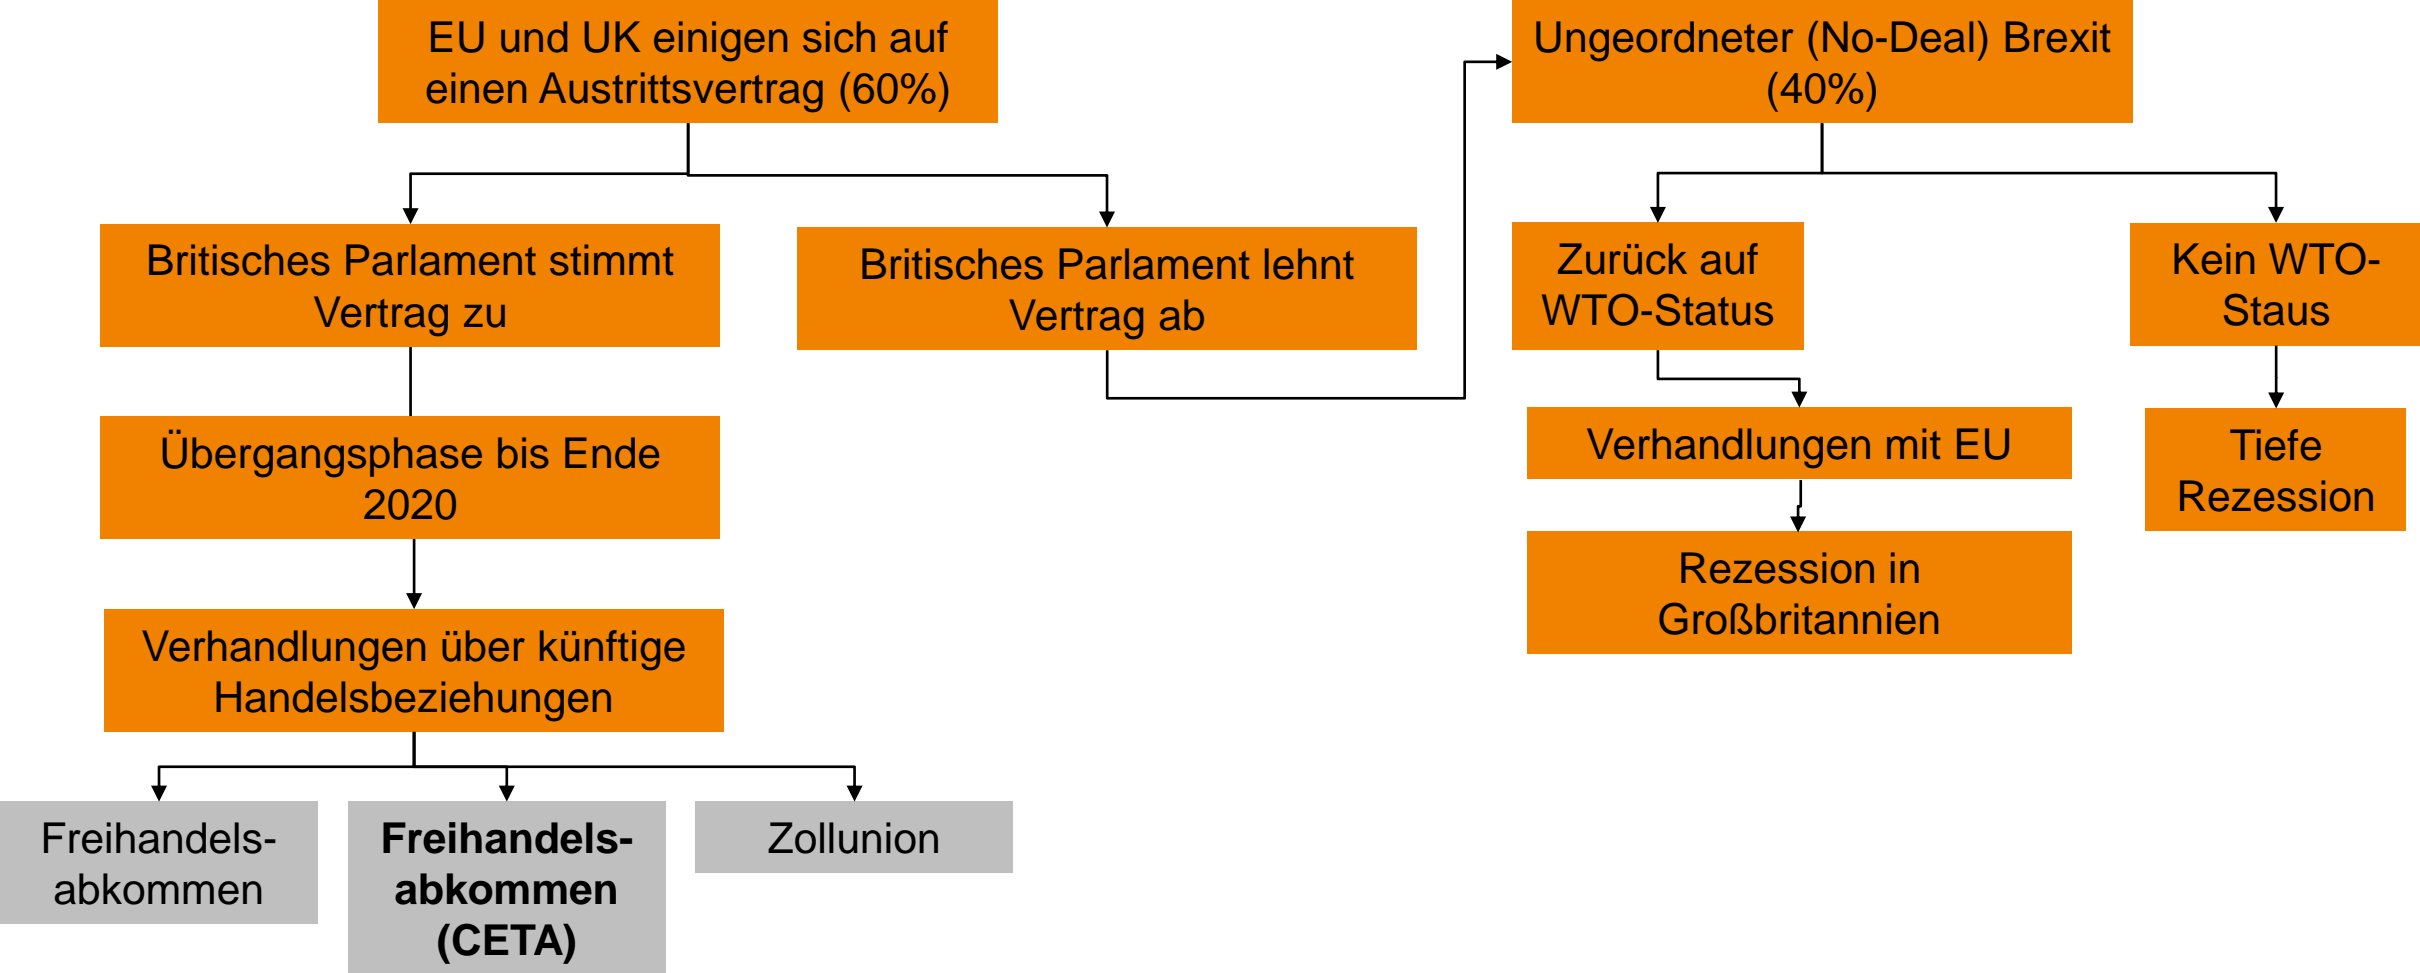 EU und UK einigen sich auf
einen Austrittsvertrag (60%)
Ungeordneter (No-Deal) Brexit
(40%)
Britisches Parlament stimmt
Vertrag zu
Britisches Parlament lehnt
Vertrag ab
Zurück auf
WTO-Status
Kein WTO-
Staus
Übergangsphase bis Ende
2020
Verhandlungen mit EU
Tiefe
Rezession
Rezession in
Großbritannien
Verhandlungen über künftige
Handelsbeziehungen
Freihandels-
abkommen
Freihandels-
abkommen
(CETA)
Zollunion